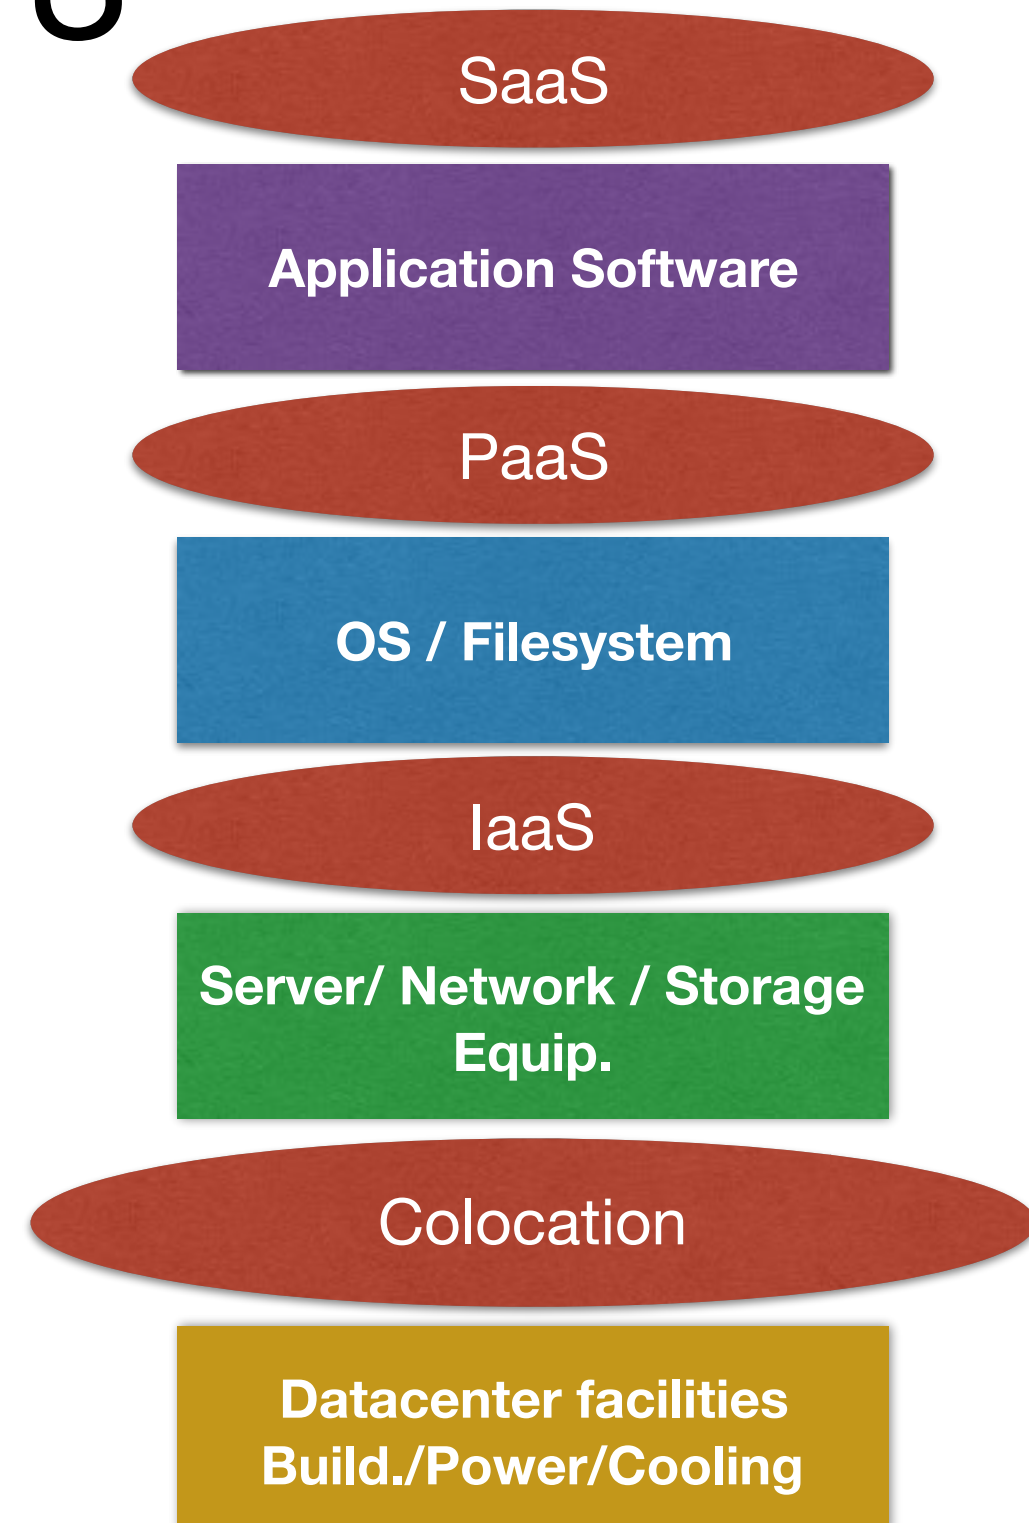 SaaS
Application Software
PaaS
OS / Filesystem
IaaS
Server/ Network / Storage
Equip.
Colocation
Datacenter facilities
Build./Power/Cooling